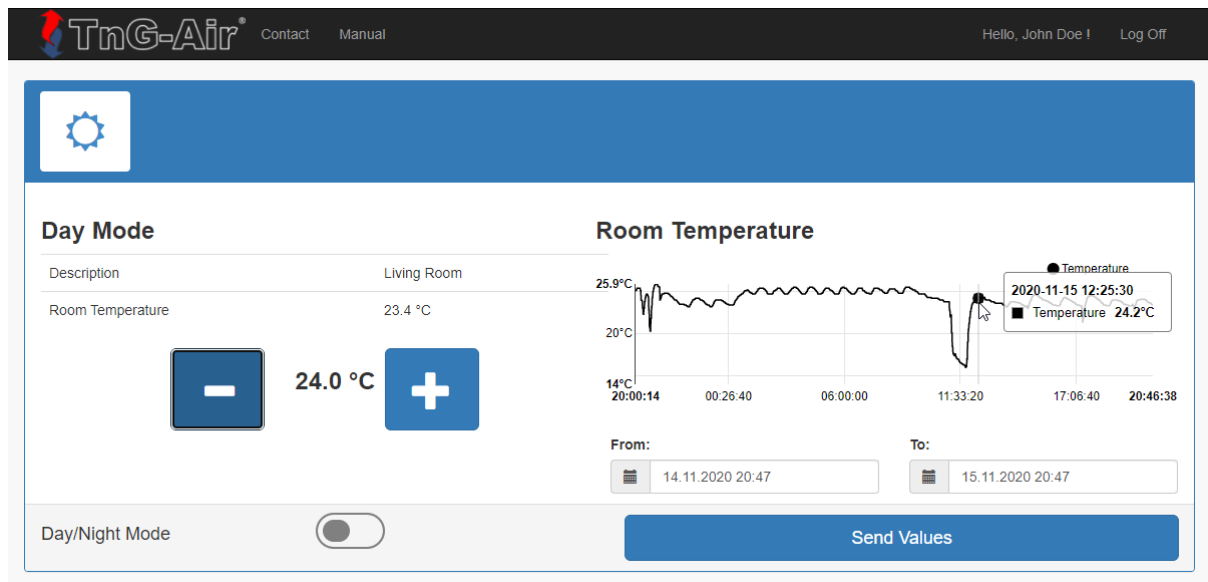 TnG-Air® Contact Manual Hello, John Doe ! Log Off
Day Mode
Description Living Room
Room Temperature 23.4 °C
24.0 °C
Room Temperature
Temperature
25.9°C
20°C
14°C
2020-11-15 12:25:30
Temperature 24.2°C
20:00:14 00:26:40 06:00:00 11:33:20 17:06:40 20:46:38
From: To:
14.11.2020 20:47 15.11.2020 20:47
Day/Night Mode Send Values